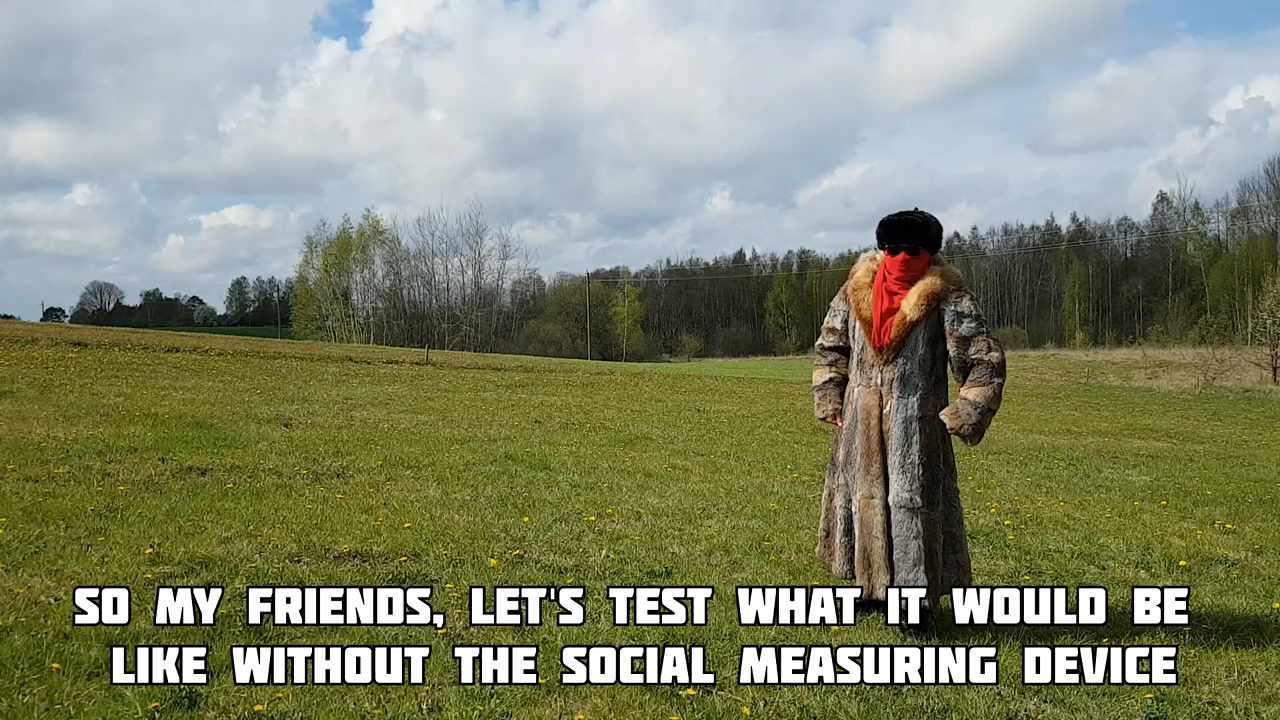 SO MY FRIENDS, LET'S TEST WHAT IT WOULD BE
LIKE WITHOUT THE SOCIAL MEASURING DEVICE